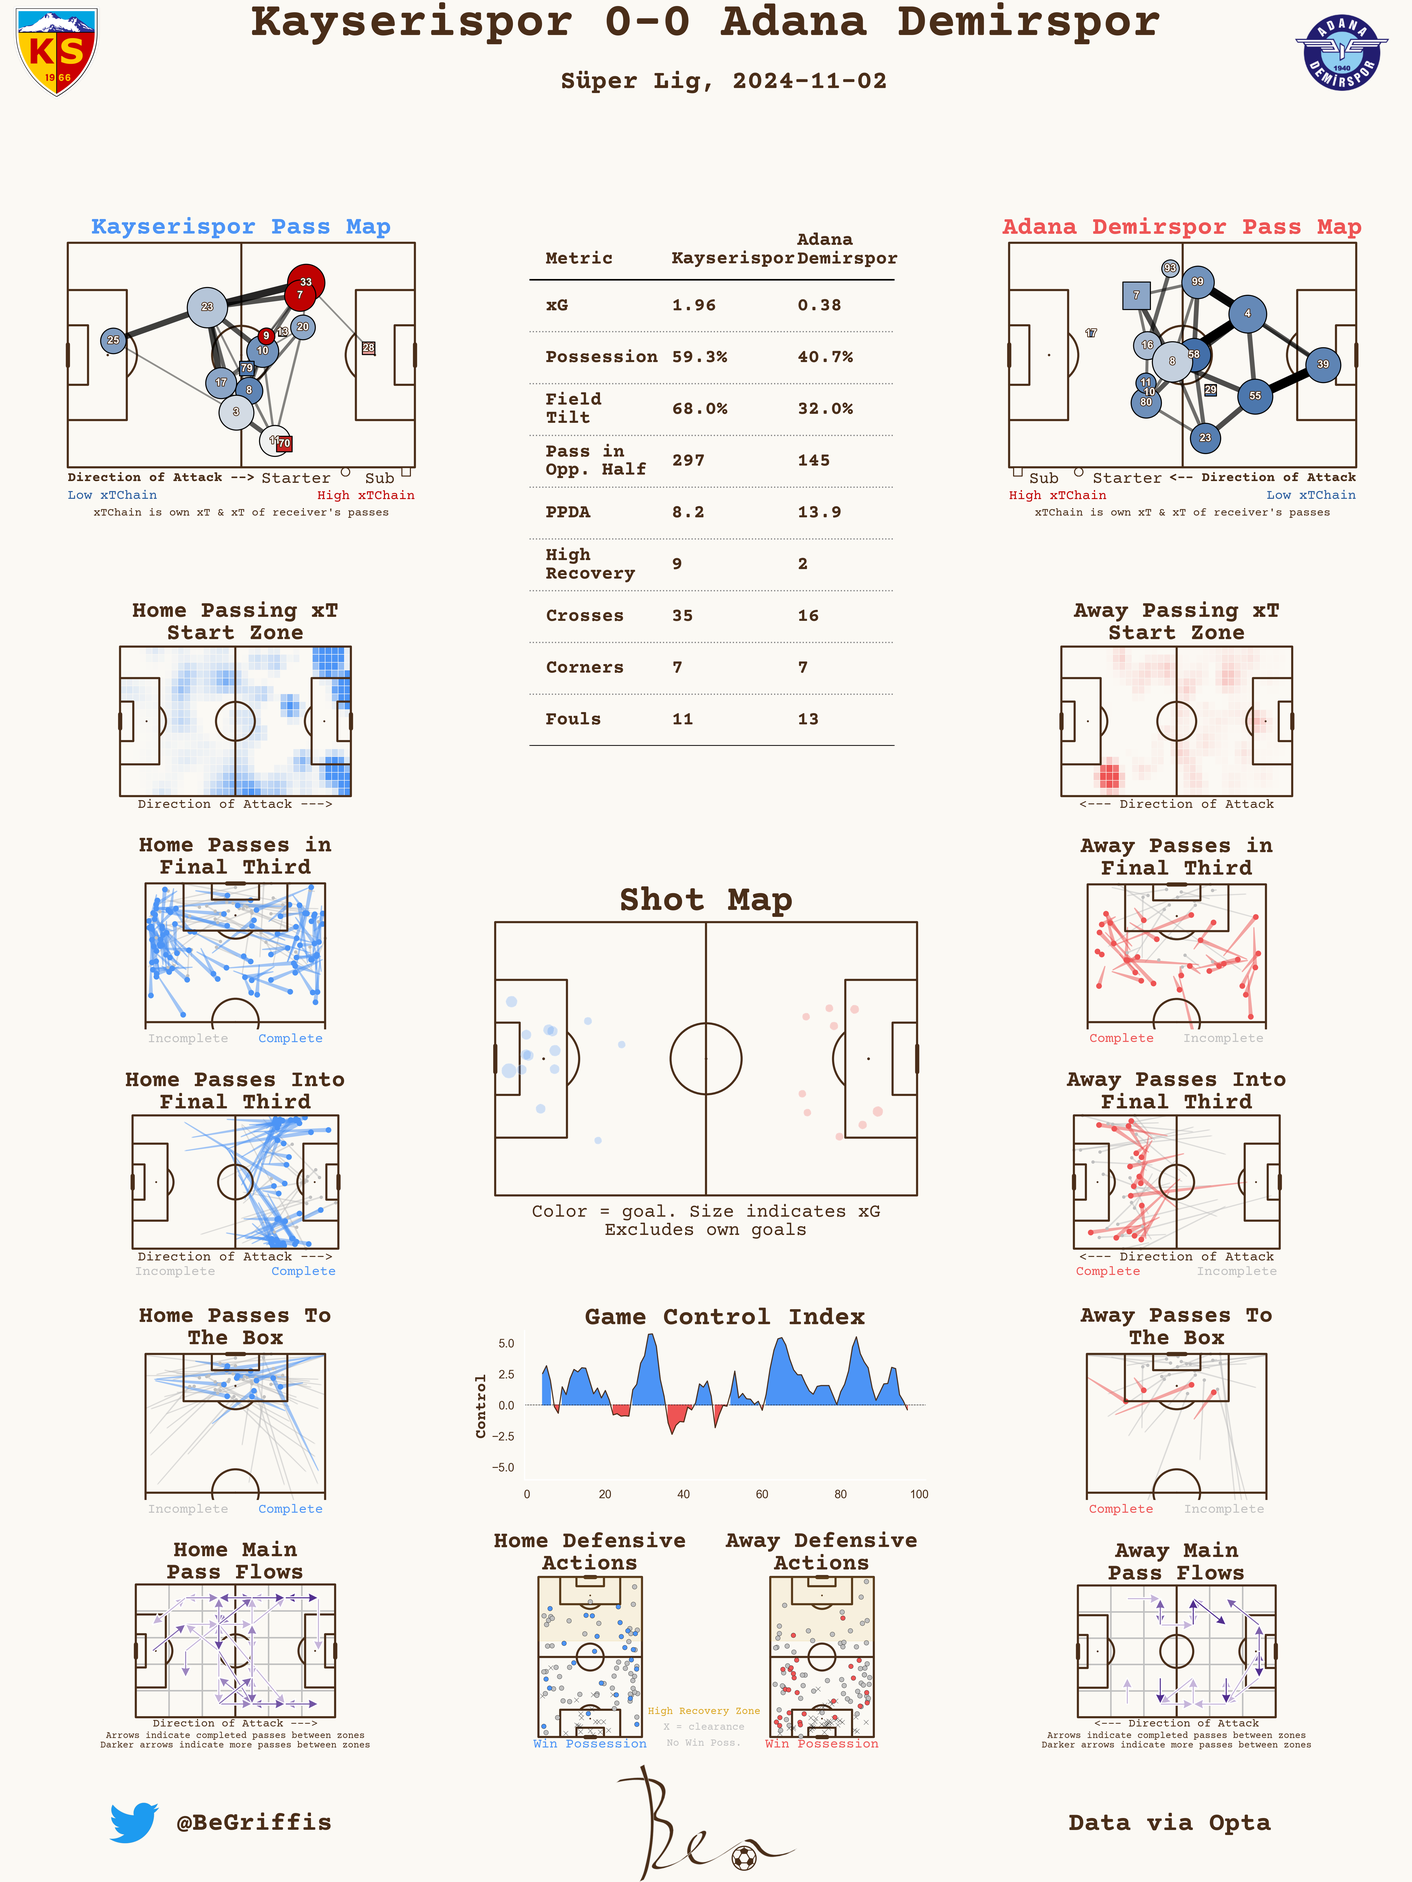 Kayserispor 0-0 Adana Demirspor
Süper Lig, 2024-11-02
KS
1966
ADANA
1940
DEMİRSPOR
Kayserispor Pass Map
33
7
23
25
9
13
20
10
28
79
17
8
3
11
70
Direction of Attack --> Starter Sub
Low xTChain High xTChain
xTChain is own xT & xT of receiver's passes
Metric Kayserispor Adana Demirspor
xG 1.96 0.38
Possession 59.3% 40.7%
Field Tilt 68.0% 32.0%
Pass in Opp. Half 297 145
PPDA 8.2 13.9
High Recovery 9 2
Crosses 35 16
Corners 7 7
Fouls 11 13
Adana Demirspor Pass Map
93
99
7
4
17
16
58
8
39
11
10
29
80
55
23
Sub Starter <-- Direction of Attack
High xTChain Low xTChain
xTChain is own xT & xT of receiver's passes
Home Passing xT
Start Zone
Direction of Attack --->
Away Passing xT
Start Zone
<--- Direction of Attack
Home Passes in
Final Third
Incomplete Complete
Away Passes in
Final Third
Complete Incomplete
Shot Map
Color = goal. Size indicates xG
Excludes own goals
Home Passes Into
Final Third
Direction of Attack --->
Incomplete Complete
Away Passes Into
Final Third
<--- Direction of Attack
Complete Incomplete
Home Passes To
The Box
Incomplete Complete
Game Control Index
Control
5.0
2.5
0.0
−2.5
−5.0
0 20 40 60 80 100
Away Passes To
The Box
Complete Incomplete
Home Main
Pass Flows
Direction of Attack --->
Arrows indicate completed passes between zones
Darker arrows indicate more passes between zones
Home Defensive
Actions
Win Possession
High Recovery Zone
X = clearance
No Win Poss.
Away Defensive
Actions
Win Possession
Away Main
Pass Flows
<--- Direction of Attack
Arrows indicate completed passes between zones
Darker arrows indicate more passes between zones
@BeGriffis
Ben
Data via Opta